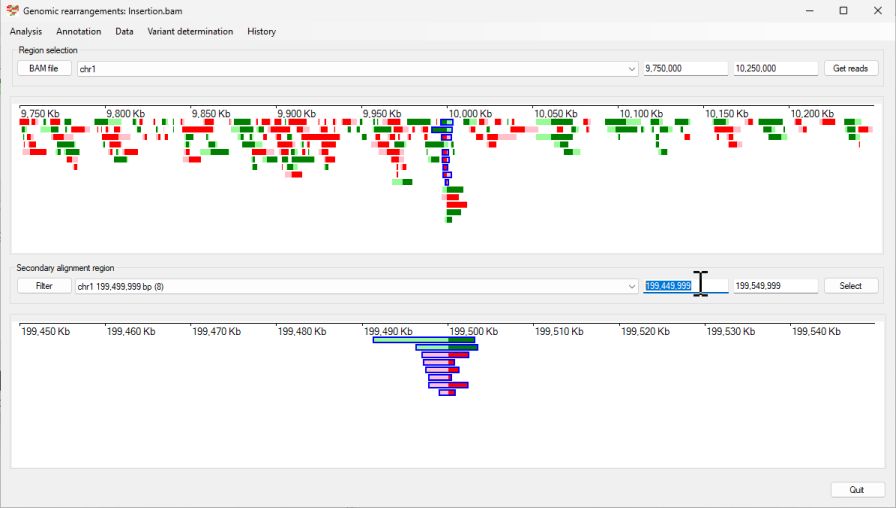 Genomic rearrangements: Insertion.bam
Analysis Annotation Data Variant determination History
Region selection
BAM file chr1 9,750,000 10,250,000 Get reads
9,750 Kb 9,800 Kb 9,850 Kb 9,900 Kb 9,950 Kb 10,000 Kb 10,050 Kb 10,100 Kb 10,150 Kb 10,200 Kb
Secondary alignment region
Filter chr1 199,499,999 bp (8) 199,449,999 199,549,999 Select
199,450 Kb 199,460 Kb 199,470 Kb 199,480 Kb 199,490 Kb 199,500 Kb 199,510 Kb 199,520 Kb 199,530 Kb 199,540 Kb
Quit